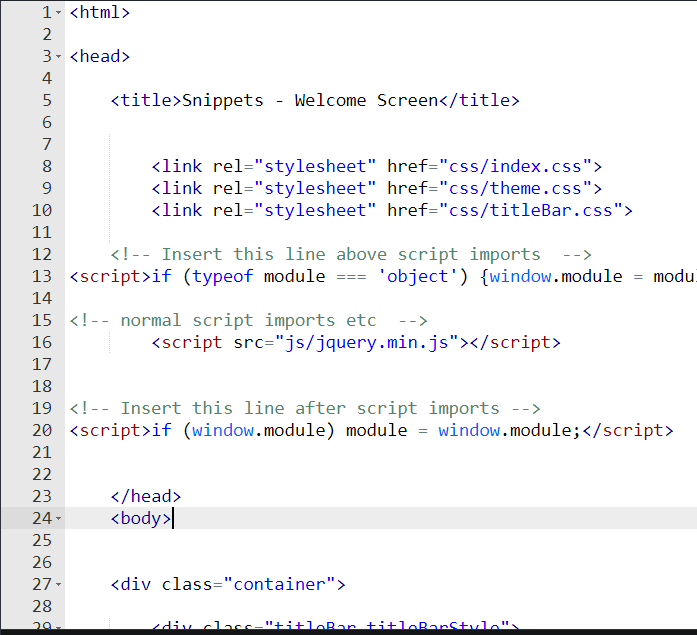 1 <html>
2
3 <head>
4
5 <title>Snippets - Welcome Screen</title>
6
7
8 <link rel="stylesheet" href="css/index.css">
9 <link rel="stylesheet" href="css/theme.css">
10 <link rel="stylesheet" href="css/titleBar.css">
11
12 <!-- Insert this line above script imports  -->
13 <script>if (typeof module === 'object') {window.module = modu
14
15 <!-- normal script imports etc  -->
16 <script src="js/jquery.min.js"></script>
17
18
19 <!-- Insert this line after script imports -->
20 <script>if (window.module) module = window.module;</script>
21
22
23 </head>
24 <body>
25
26
27 <div class="container">
28
29 <div class="titleBar titleBarStyle">